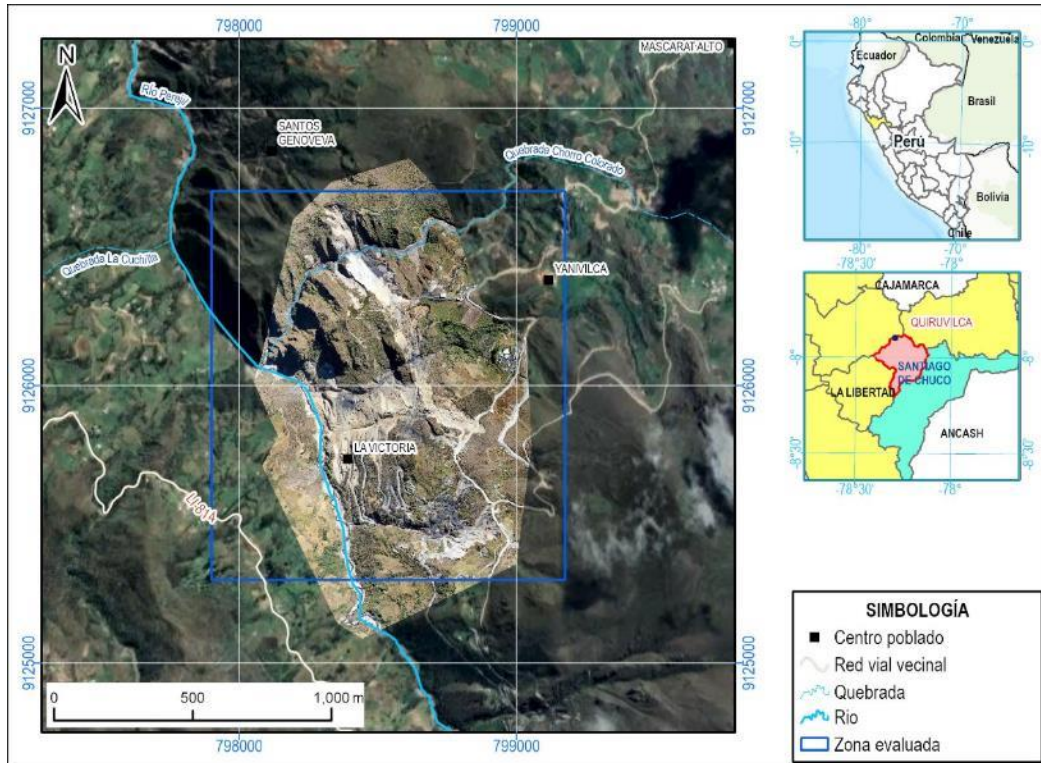 798000
799000
MASCARAT ALTO
N
9127000
9127000
Río Perejil
SANTOS
GENOVEVA
Quebrada Chorro Colorado
Quebrada La Cuchilla
YANIVILCA
9126000
9126000
LA VICTORIA
LI-814
9125000
9125000
0 500 1,000 m
798000
799000
-80°
-70°
0°
0°
Colombia
Venezuela
Ecuador
Brasil
Perú
-10°
-10°
Bolivia
Chile
-80°
-70°
-78°30'
-78°
CAJAMARCA
QUIRUVILCA
-8°
-8°
SANTIAGO
DE CHUCO
LA LIBERTAD
ANCASH
-8°30'
-8°30'
-78°30'
-78°
SIMBOLOGÍA
Centro poblado
Red vial vecinal
Quebrada
Rio
Zona evaluada